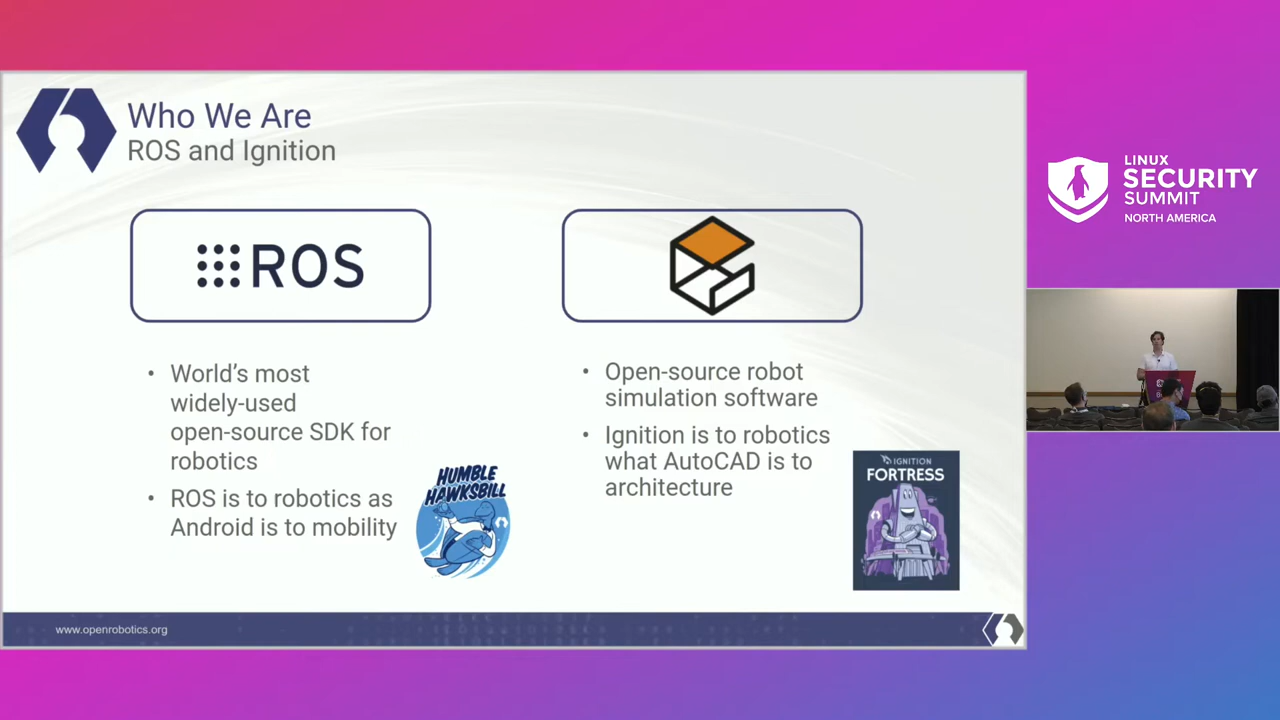 Who We Are
ROS and Ignition
ROS
• World's most
widely-used
open-source SDK for
robotics
• ROS is to robotics as
Android is to mobility
HUMBLE
HAWKSBILL
• Open-source robot
simulation software
• Ignition is to robotics
what AutoCAD is to
architecture
IGNITION
FORTRESS
www.openrobotics.org
LINUX
SECURITY
SUMMIT
NORTH AMERICA